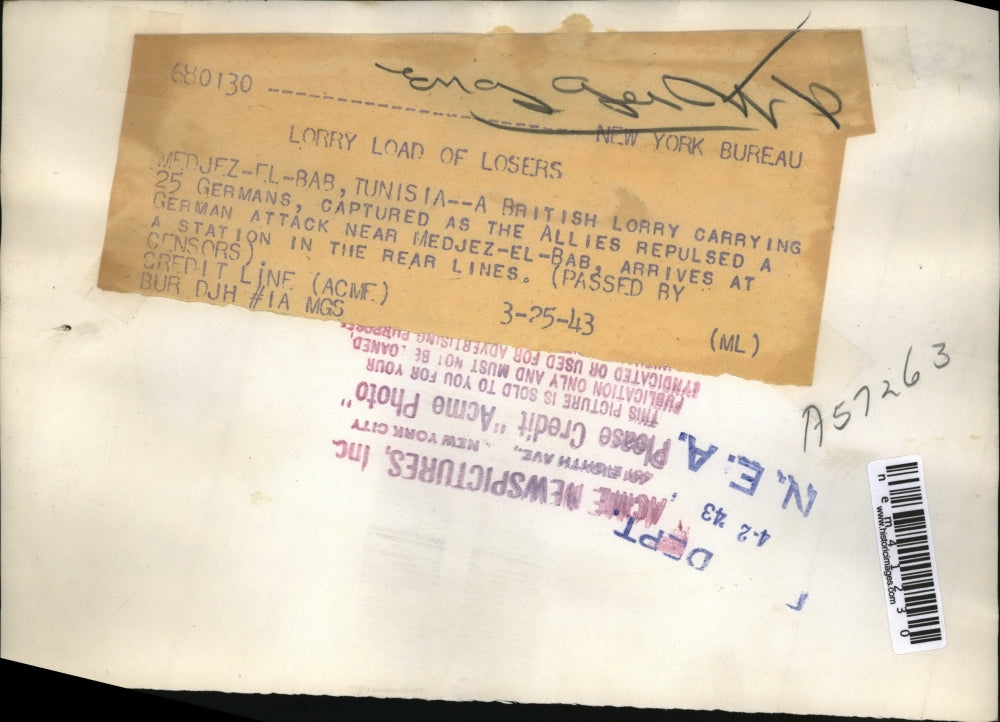 680130
NEW YORK BUREAU
LORRY LOAD OF LOSERS
MEDJEZ-EL-BAB, TUNISIA--A BRITISH LORRY CARRYING
25 GERMANS, CAPTURED AS THE ALLIES REPULSED A
GERMAN ATTACK NEAR MEDJEZ-EL-BAB, ARRIVES AT
A STATION IN THE REAR LINES. (PASSED BY
CENSORS).
CREDIT LINE (ACME)
BUR DJH #1A MGS 3-25-43 (ML)
A57263
nem41230
www.historicimages.com
DEPT.
4-2 '43
N.E.A.
ACME NEWSPICTURES, Inc.
461 EIGHTH AVE., NEW YORK CITY
Please Credit "Acme Photo"
THIS PICTURE IS SOLD TO YOU FOR YOUR
PUBLICATION ONLY AND MUST NOT BE LOANED,
SYNDICATED OR USED FOR ADVERTISING PURPOSES